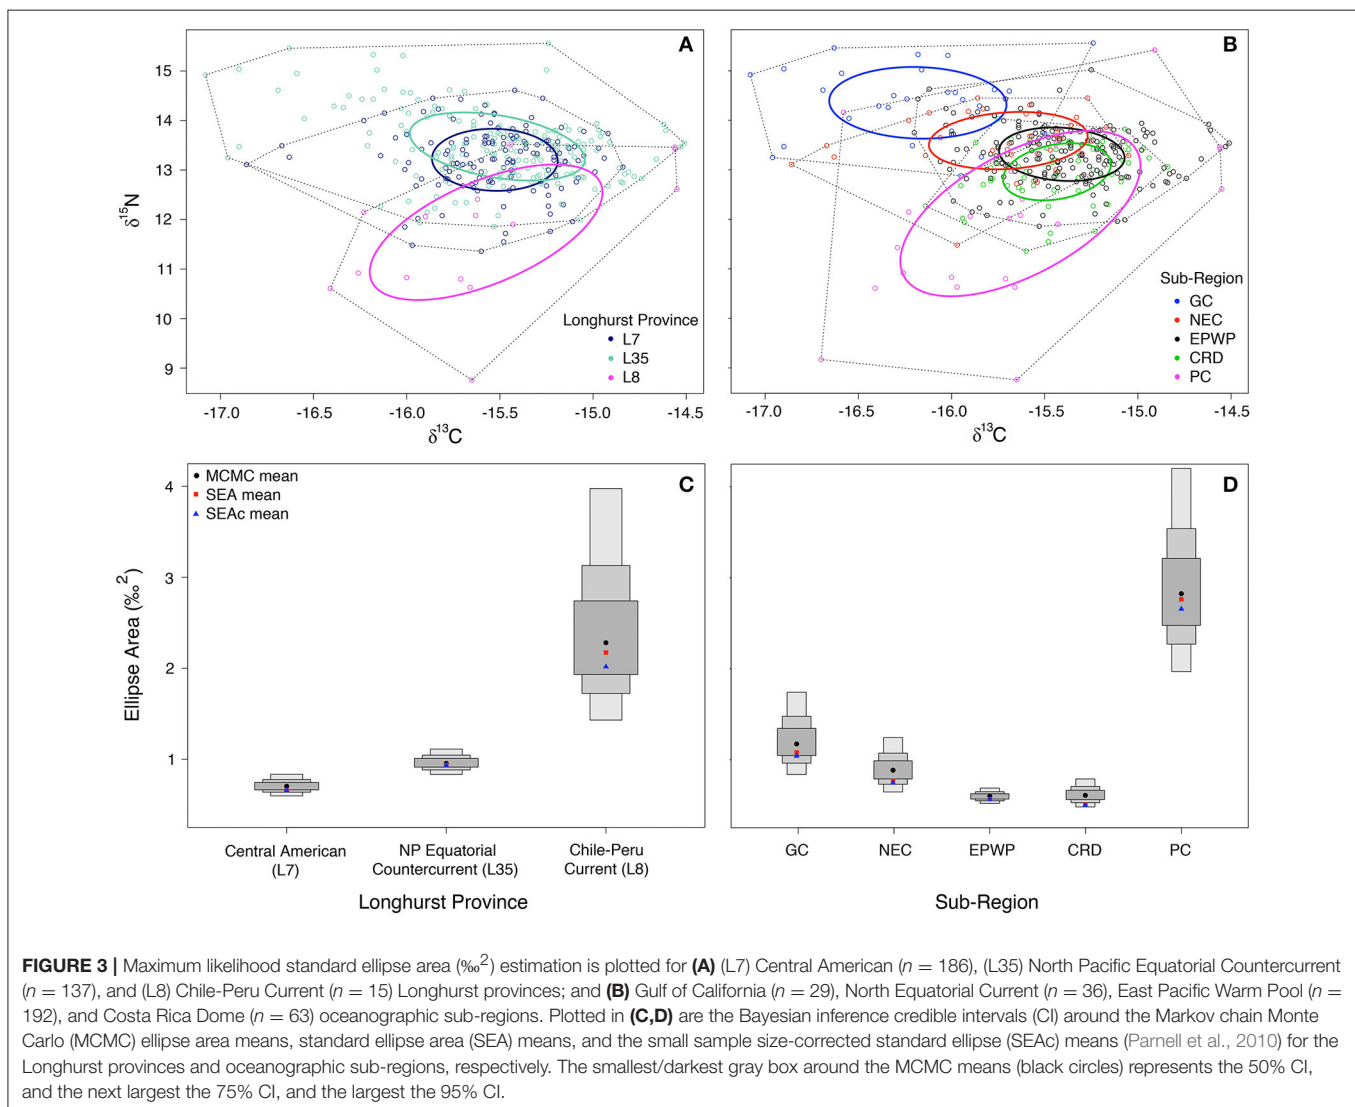 A
15
14
13
12
11
10
9
δ15N
Longhurst Province
L7
L35
L8
-17.0 -16.5 -16.0 -15.5 -15.0 -14.5
δ13C
B
Sub-Region
GC
NEC
EPWP
CRD
PC
-17.0 -16.5 -16.0 -15.5 -15.0 -14.5
δ13C
C
MCMC mean
SEA mean
SEAc mean
4
3
2
1
Ellipse Area (‰2)
Central American
(L7)
NP Equatorial
Countercurrent (L35)
Chile-Peru
Current (L8)
Longhurst Province
D
GC NEC EPWP CRD PC
Sub-Region
FIGURE 3 | Maximum likelihood standard ellipse area (‰2) estimation is plotted for (A) (L7) Central American (n = 186), (L35) North Pacific Equatorial Countercurrent
(n = 137), and (L8) Chile-Peru Current (n = 15) Longhurst provinces; and (B) Gulf of California (n = 29), North Equatorial Current (n = 36), East Pacific Warm Pool (n =
192), and Costa Rica Dome (n = 63) oceanographic sub-regions. Plotted in (C,D) are the Bayesian inference credible intervals (CI) around the Markov chain Monte
Carlo (MCMC) ellipse area means, standard ellipse area (SEA) means, and the small sample size-corrected standard ellipse (SEAc) means (Parnell et al., 2010) for the
Longhurst provinces and oceanographic sub-regions, respectively. The smallest/darkest gray box around the MCMC means (black circles) represents the 50% CI,
and the next largest the 75% CI, and the largest the 95% CI.